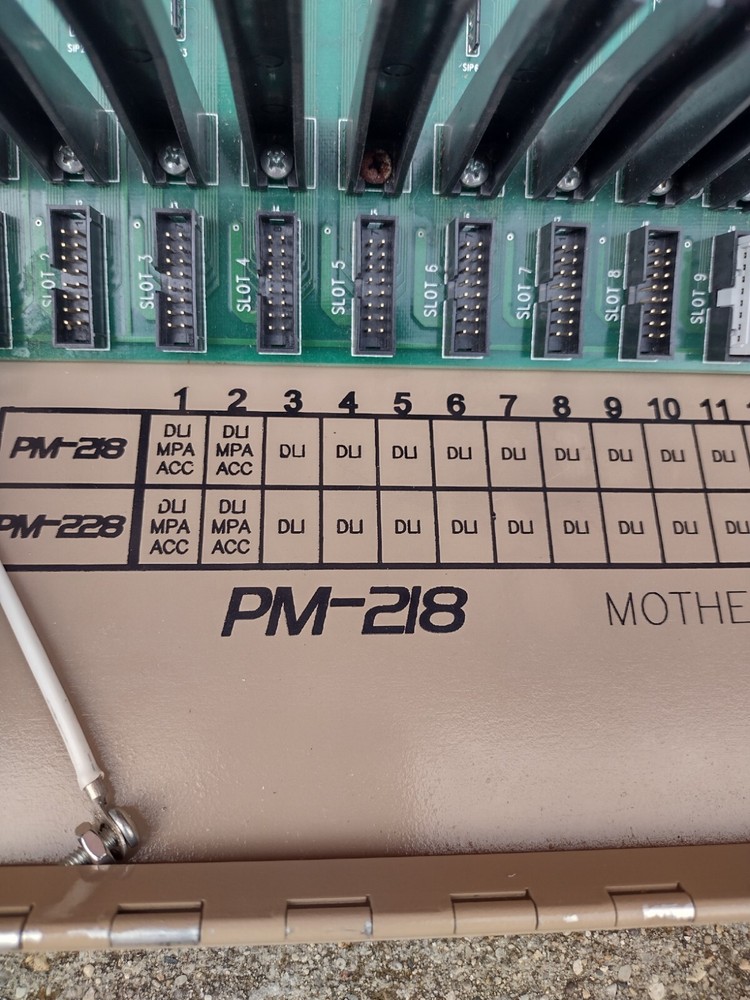 SIP6
SLOT 2
SLOT 3
SLOT 4
SLOT 5
SLOT 6
SLOT 7
SLOT 8
SLOT 9
1 2 3 4 5 6 7 8 9 10 11
PM-218 DLI MPA ACC DLI MPA ACC DLI DLI DLI DLI DLI DLI DLI DLI DLI
PM-228 DLI MPA ACC DLI MPA ACC DLI DLI DLI DLI DLI DLI DLI DLI DLI
PM-218
MOTHE